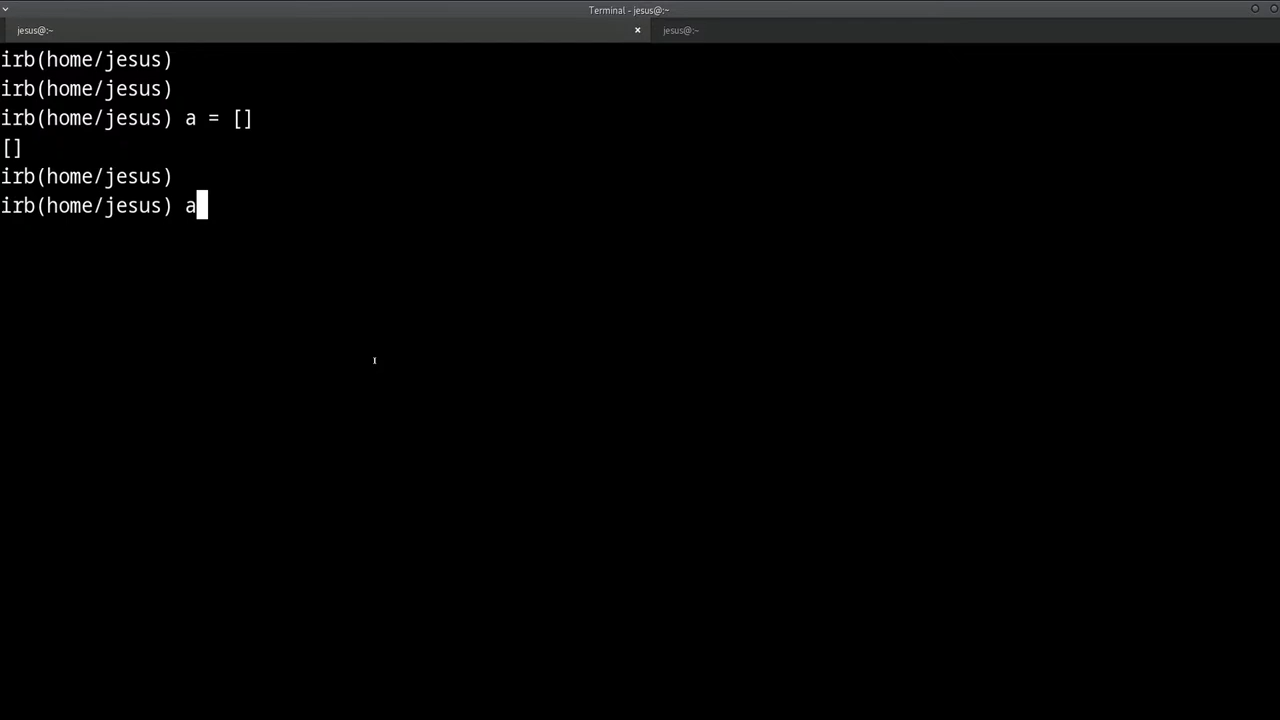 Terminal - jesus@:~
jesus@:~
jesus@:~
irb(home/jesus)
irb(home/jesus)
irb(home/jesus) a = []
[]
irb(home/jesus)
irb(home/jesus) a